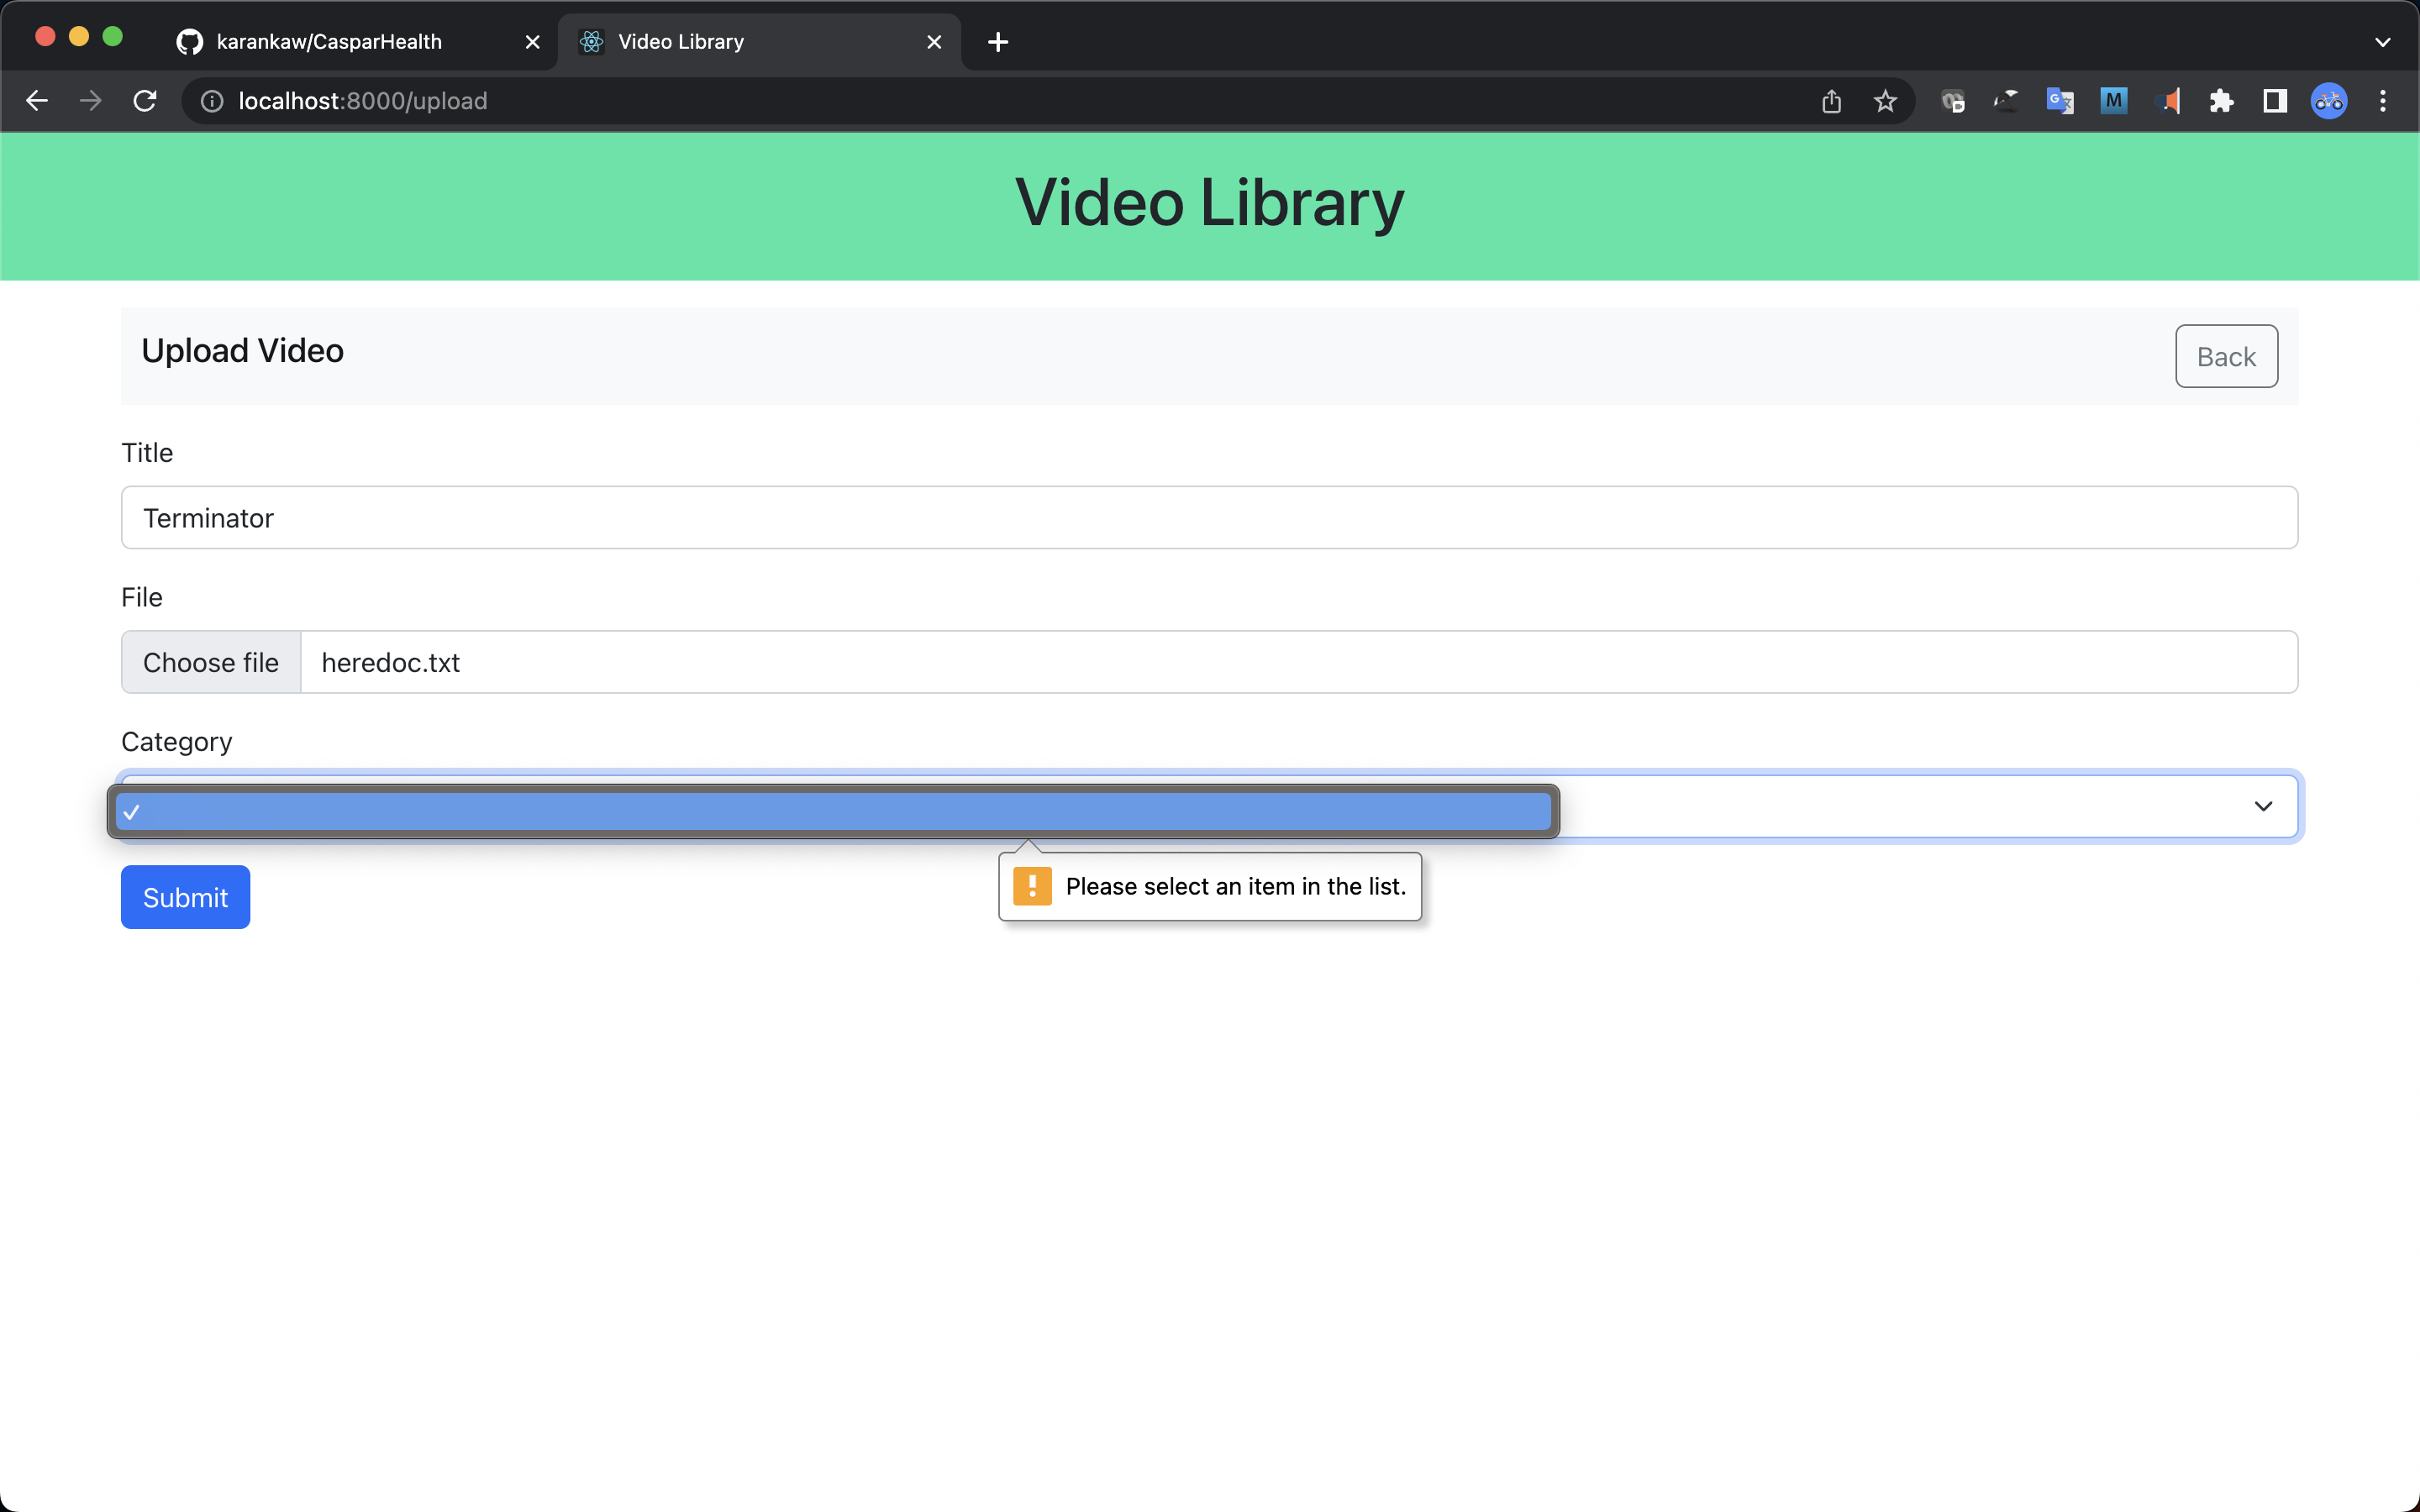 karankaw/CasparHealth
Video Library
localhost:8000/upload
Video Library
Upload Video
Back
Title
Terminator
File
Choose file
heredoc.txt
Category
Please select an item in the list.
Submit